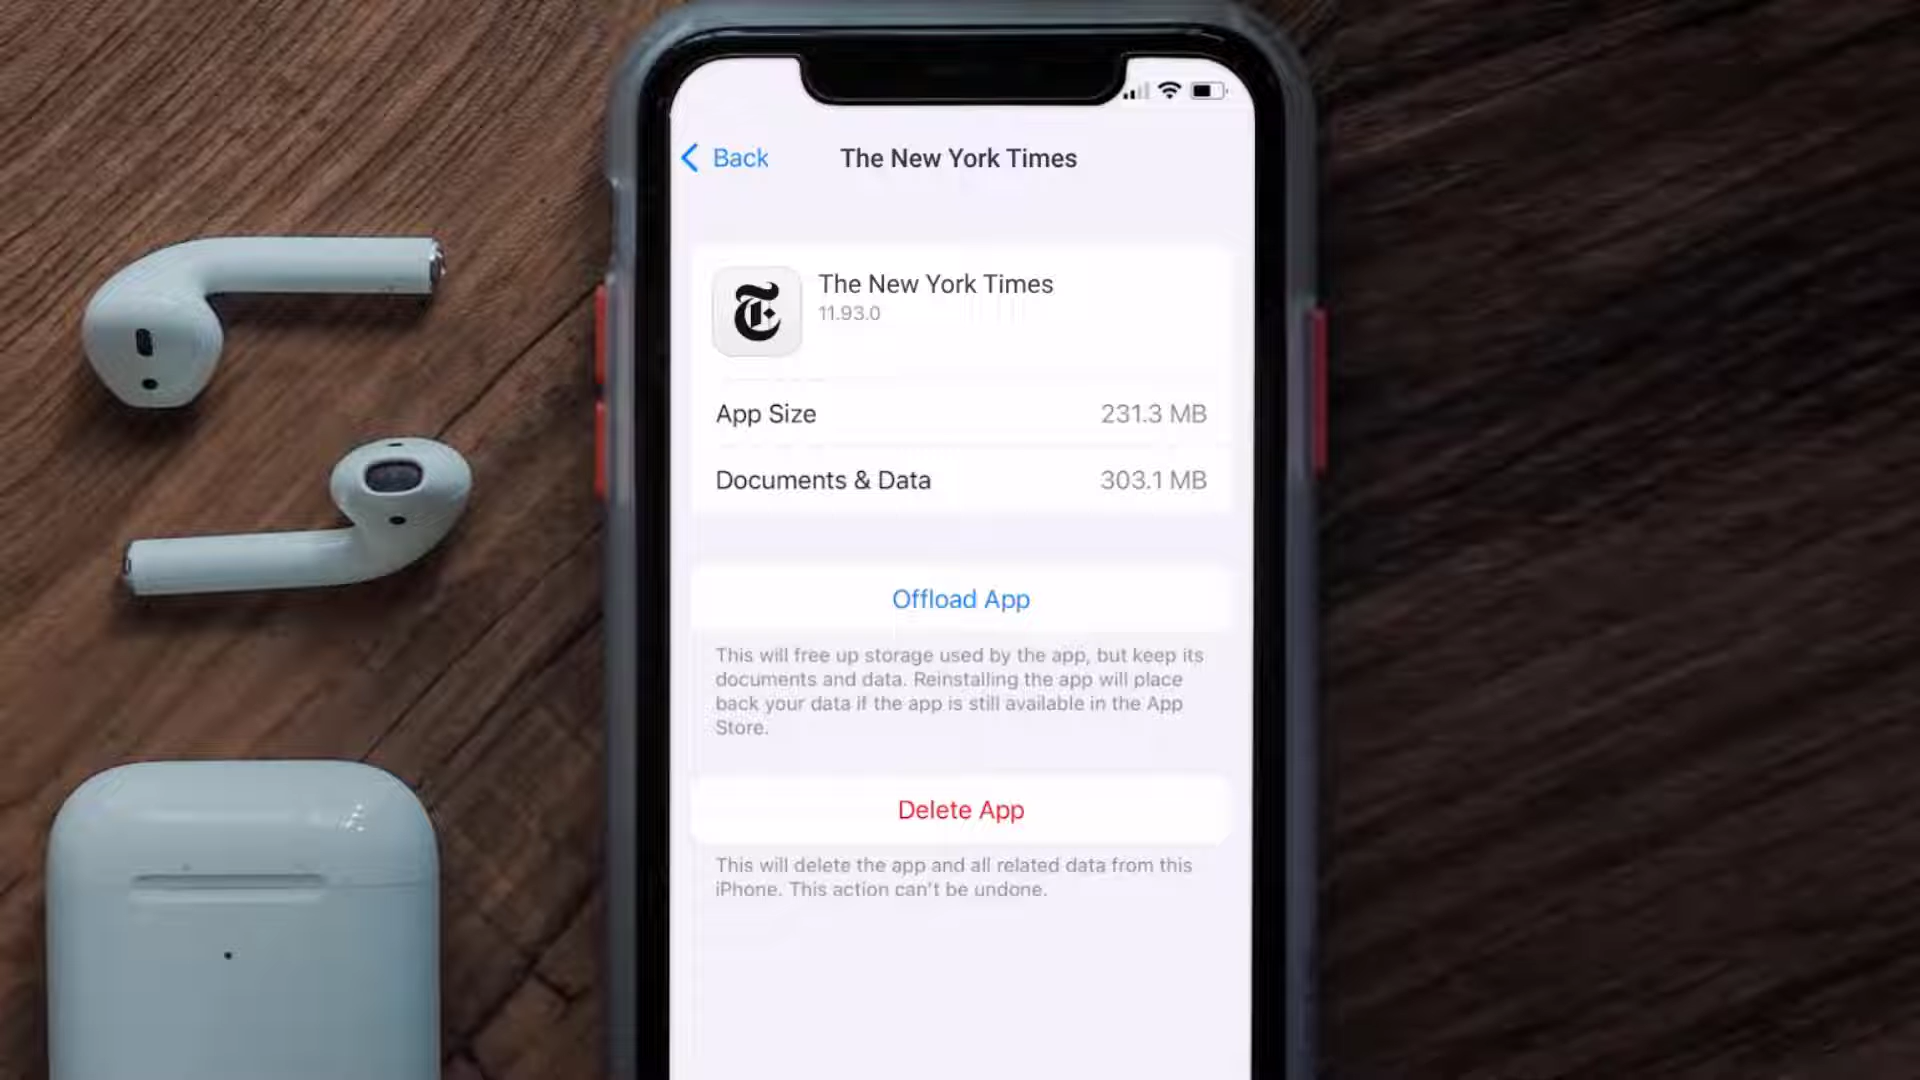 Back
The New York Times
The New York Times
11.93.0
App Size
231.3 MB
Documents & Data
303.1 MB
Offload App
This will free up storage used by the app, but keep its
documents and data. Reinstalling the app will place
back your data if the app is still available in the App
Store.
Delete App
This will delete the app and all related data from this
iPhone. This action can't be undone.